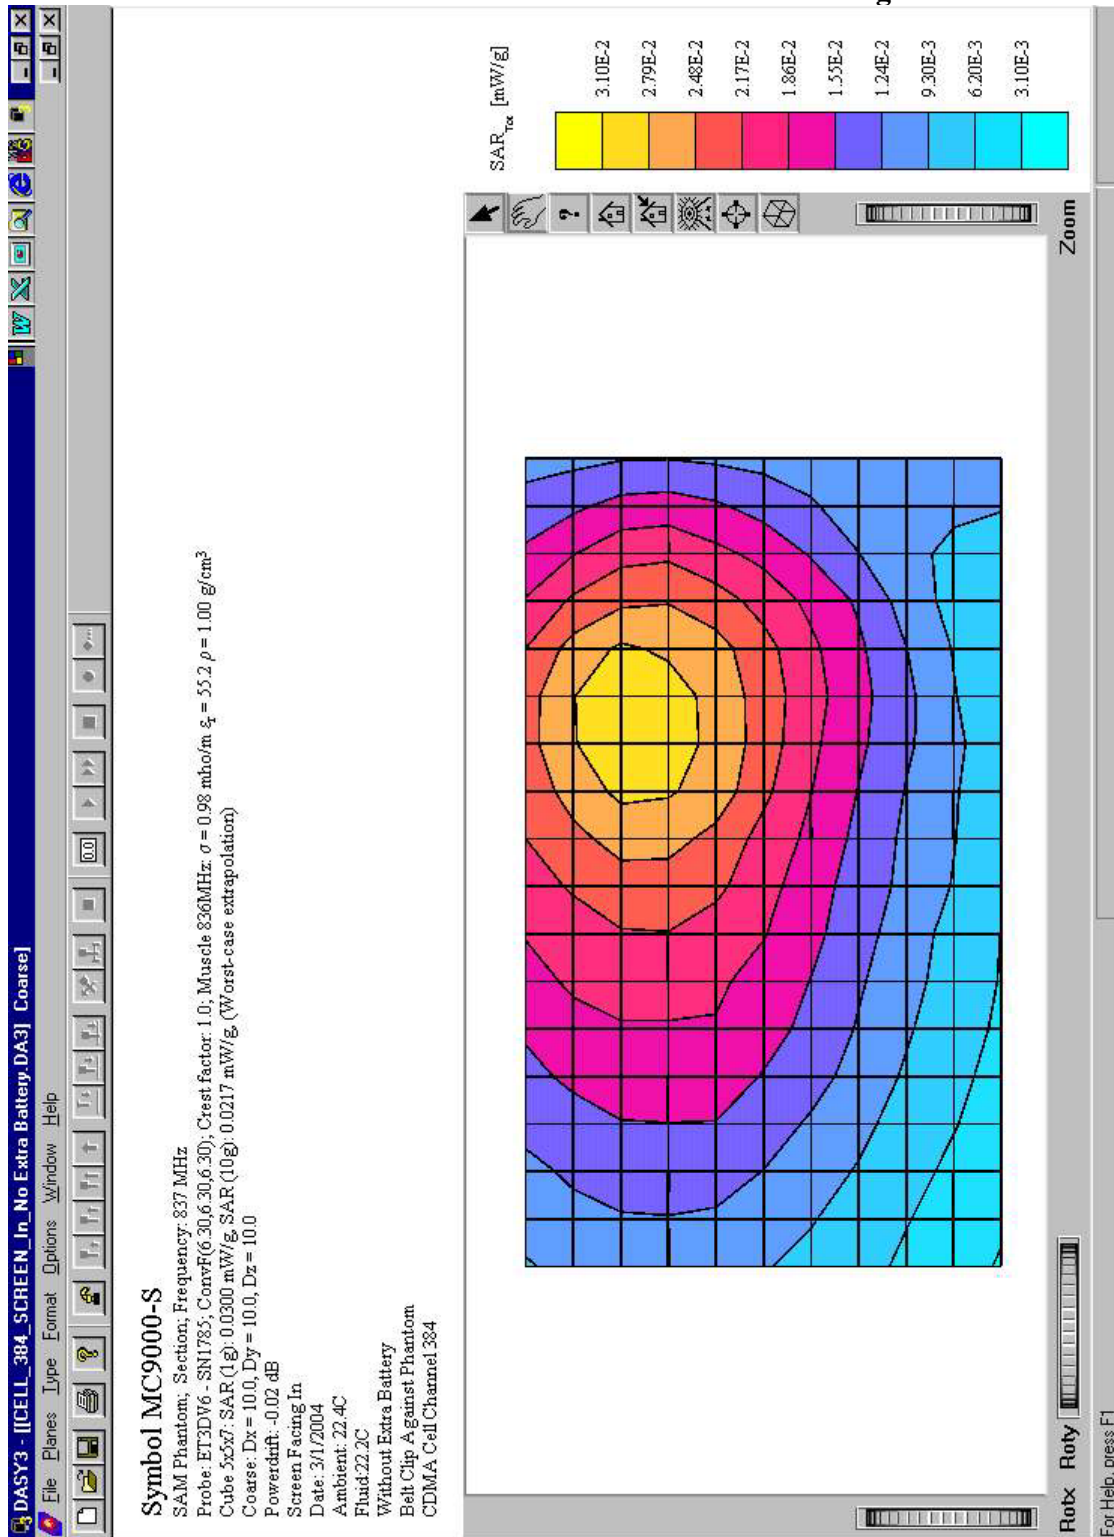 g
DASY3 - [[CELL_384_SCREEN_In_No Extra Battery.DA3]  Coarse]
File  Planes  Type  Format  Options  Window  Help
0.0
Symbol MC9000-S
SAM Phantom;  Section; Frequency: 837 MHz
Probe: ET3DV6 - SN1785; ConvF(6.30,6.30,6.30); Crest factor: 1.0; Muscle 836MHz: σ = 0.98 mho/m εr = 55.2 ρ = 1.00 g/cm³
Cube 5x5x7: SAR (1g): 0.0300 mW/g, SAR (10g): 0.0217 mW/g, (Worst-case extrapolation)
Coarse: Dx = 10.0, Dy = 10.0, Dz = 10.0
Powerdrift: -0.02 dB
Screen Facing In
Date: 3/1/2004
Ambient: 22.4C
Fluid:22.2C
Without Extra Battery
Belt Clip Against Phantom
CDMA Cell Channel 384
SAR Tot [mW/g]
3.10E-2
2.79E-2
2.48E-2
2.17E-2
1.86E-2
1.55E-2
1.24E-2
9.30E-3
6.20E-3
3.10E-3
Rotx  Roty  Zoom
For Help, press F1